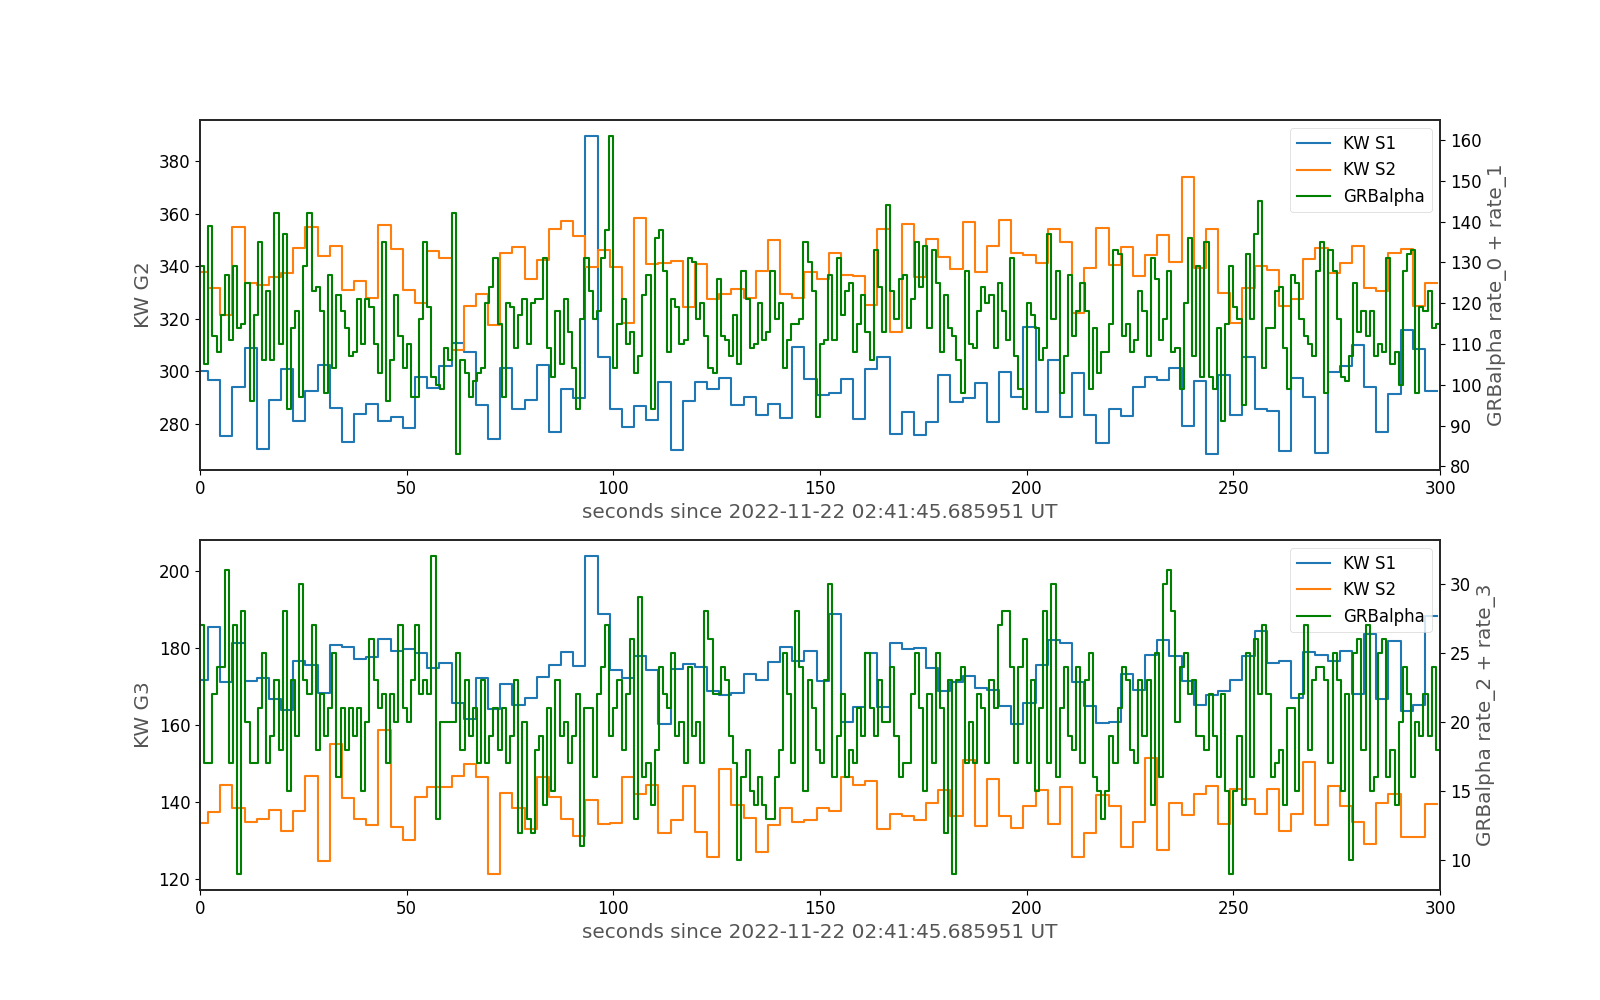 KW S1
KW S2
GRBalpha
380
360
340
320
300
280
160
150
140
130
120
110
100
90
80
KW G2
GRBalpha rate_0 + rate_1
0 50 100 150 200 250 300
seconds since 2022-11-22 02:41:45.685951 UT
KW S1
KW S2
GRBalpha
200
180
160
140
120
30
25
20
15
10
KW G3
GRBalpha rate_2 + rate_3
0 50 100 150 200 250 300
seconds since 2022-11-22 02:41:45.685951 UT